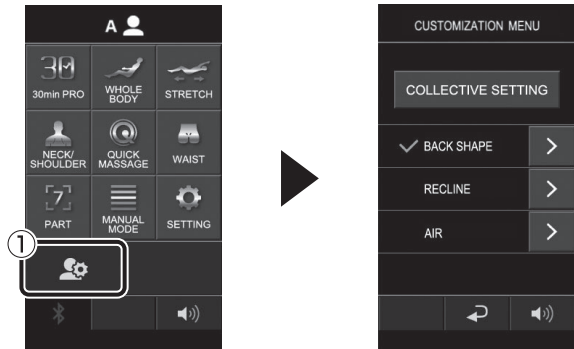 A
30
30min PRO
WHOLE
BODY
STRETCH
NECK/
SHOULDER
QUICK
MASSAGE
WAIST
7
PART
MANUAL
MODE
SETTING
①
CUSTOMIZATION MENU
COLLECTIVE SETTING
BACK SHAPE
RECLINE
AIR